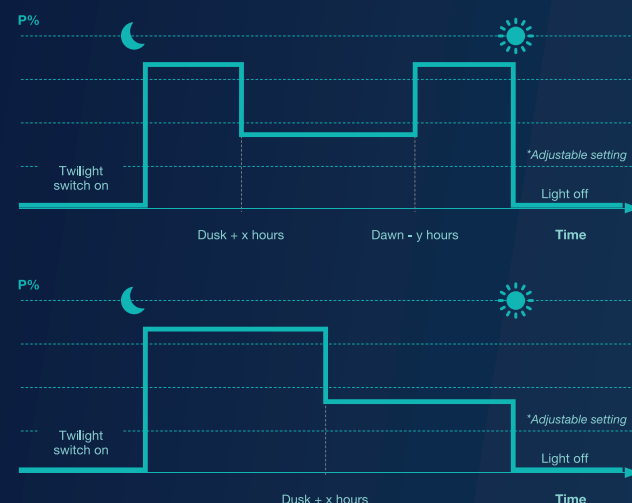 P%
*Adjustable setting
Twilight
switch on
Light off
Dusk + x hours
Dawn - y hours
Time
P%
*Adjustable setting
Twilight
switch on
Light off
Dusk + x hours
Time